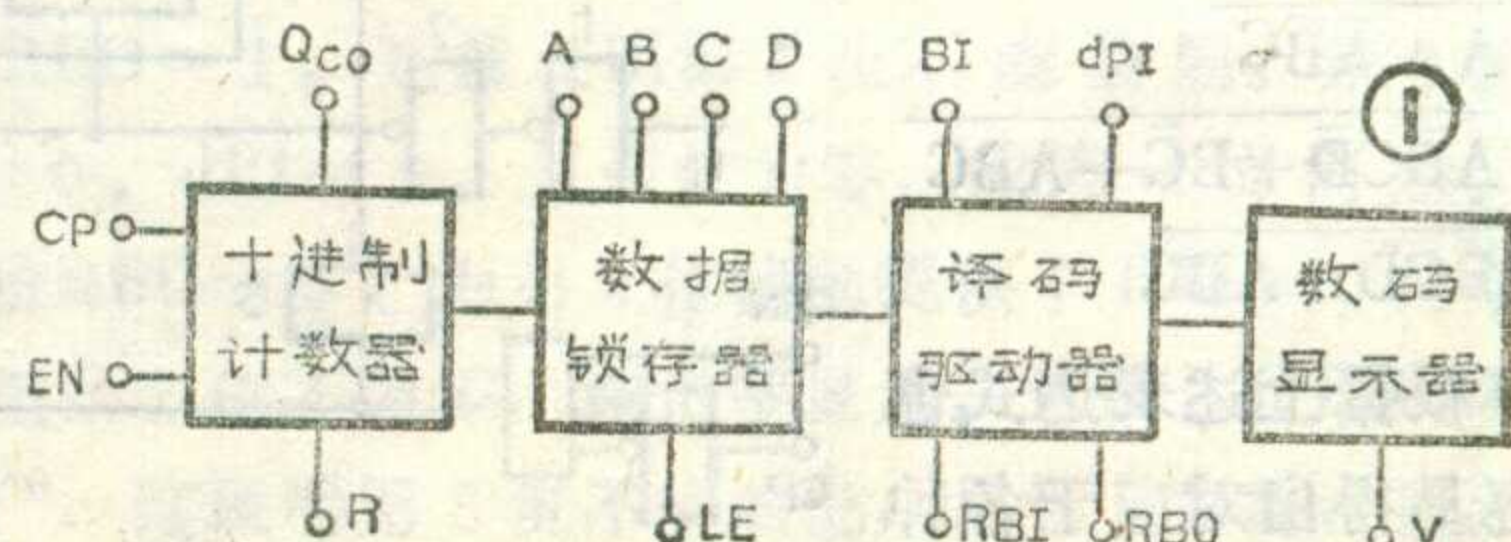 Qco A B C D BI dPI ①
CP 十进制 数据 译码 数码
EN 计数器 锁存器 驱动器 显示器
R LE RBI RBO V